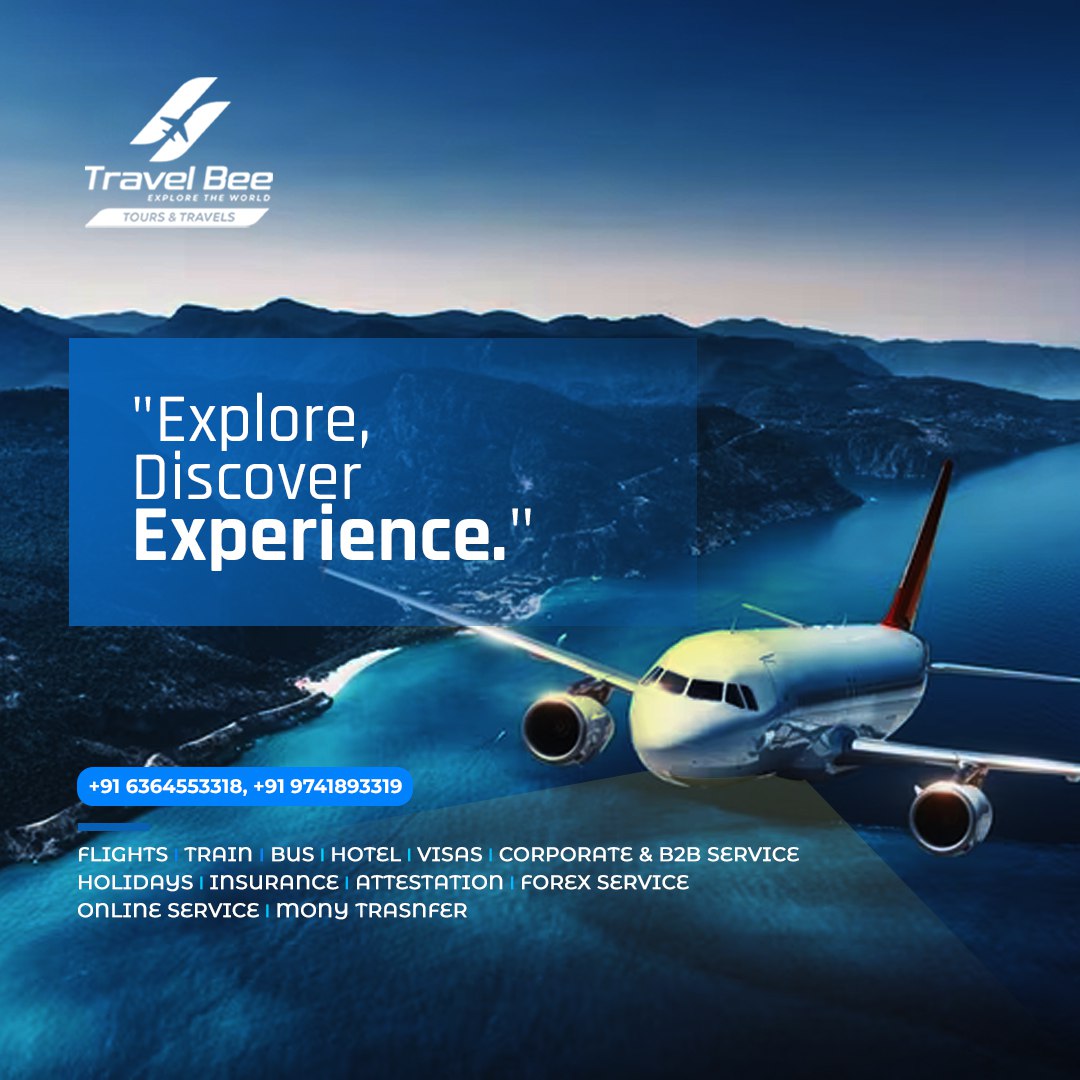 Travel Bee
EXPLORE THE WORLD
TOURS & TRAVELS
"Explore,
Discover
Experience."
+91 6364553318, +91 9741893319
FLIGHTS | TRAIN | BUS | HOTEL | VISAS | CORPORATE & B2B SERVICE
HOLIDAYS | INSURANCE | ATTESTATION | FOREX SERVICE
ONLINE SERVICE | MONY TRASNFER